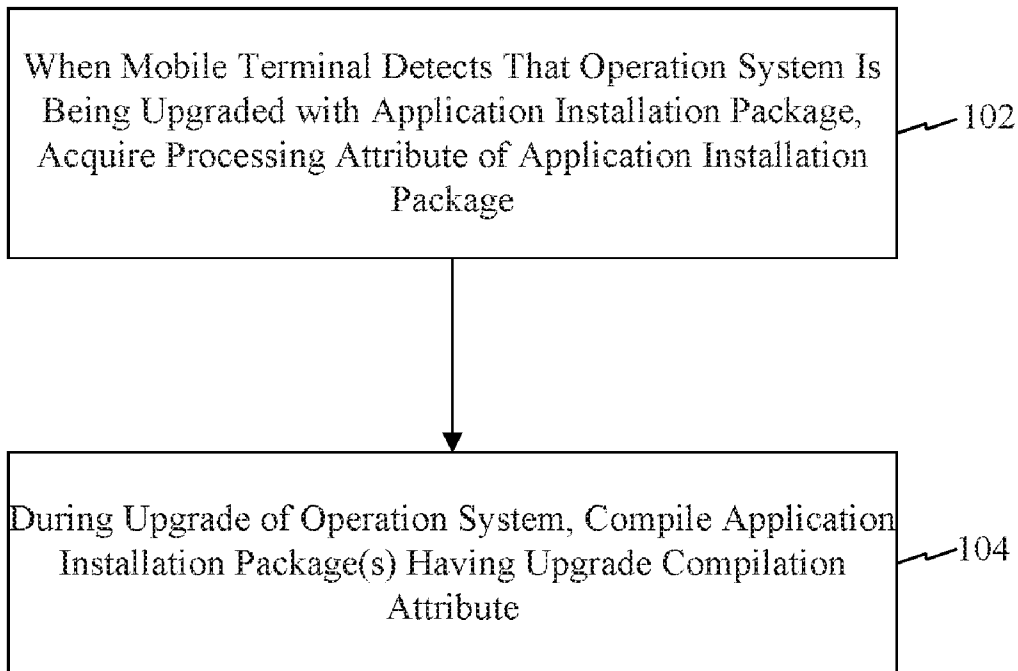 When Mobile Terminal Detects That Operation System Is
Being Upgraded with Application Installation Package,
Acquire Processing Attribute of Application Installation
Package
102
During Upgrade of Operation System, Compile Application
Installation Package(s) Having Upgrade Compilation
Attribute
104